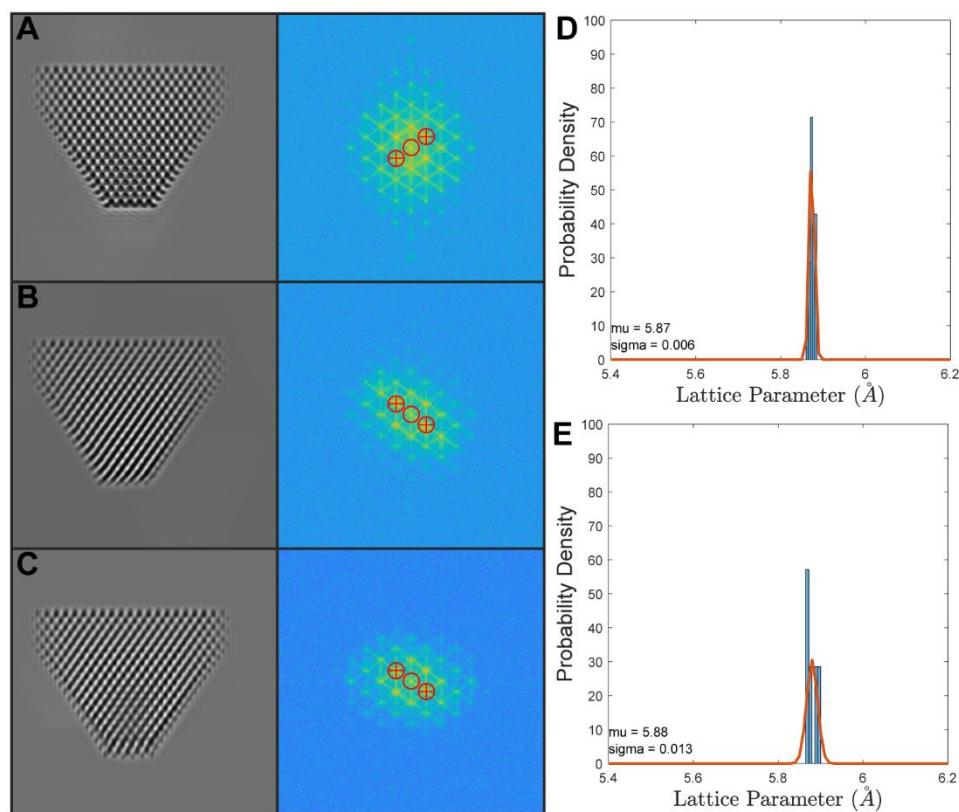 A
B
C
D
100
90
80
70
60
50
40
30
20
10
0
Probability Density
mu = 5.87
sigma = 0.006
5.4 5.6 5.8 6 6.2
Lattice Parameter (Å)
E
100
90
80
70
60
50
40
30
20
10
0
Probability Density
mu = 5.88
sigma = 0.013
5.4 5.6 5.8 6 6.2
Lattice Parameter (Å)